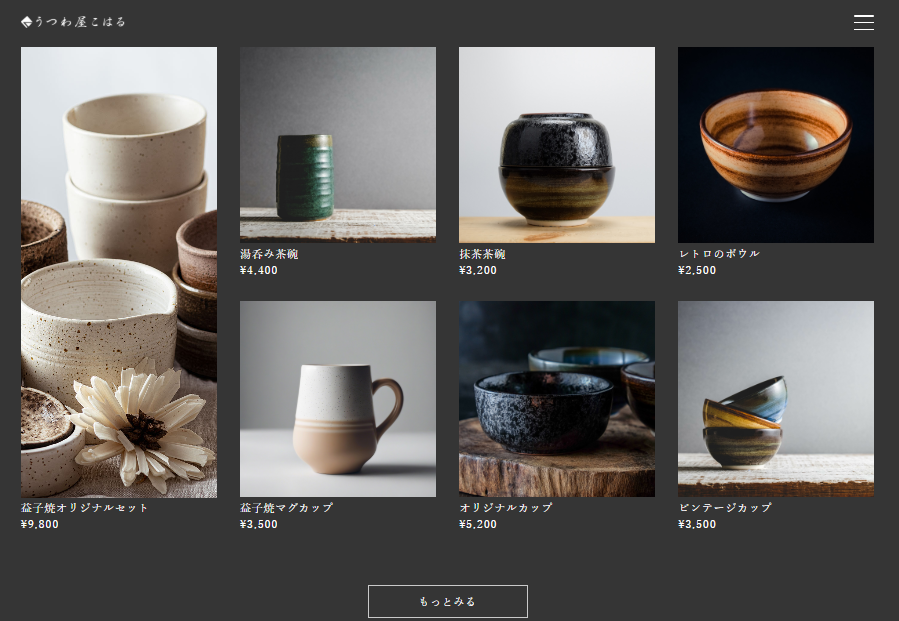 うつわ屋こはる
湯呑み茶碗
¥4,400
抹茶茶碗
¥3,200
レトロのボウル
¥2,500
益子焼オリジナルセット
¥9,800
益子焼マグカップ
¥3,500
オリジナルカップ
¥5,200
ビンテージカップ
¥3,500
もっとみる